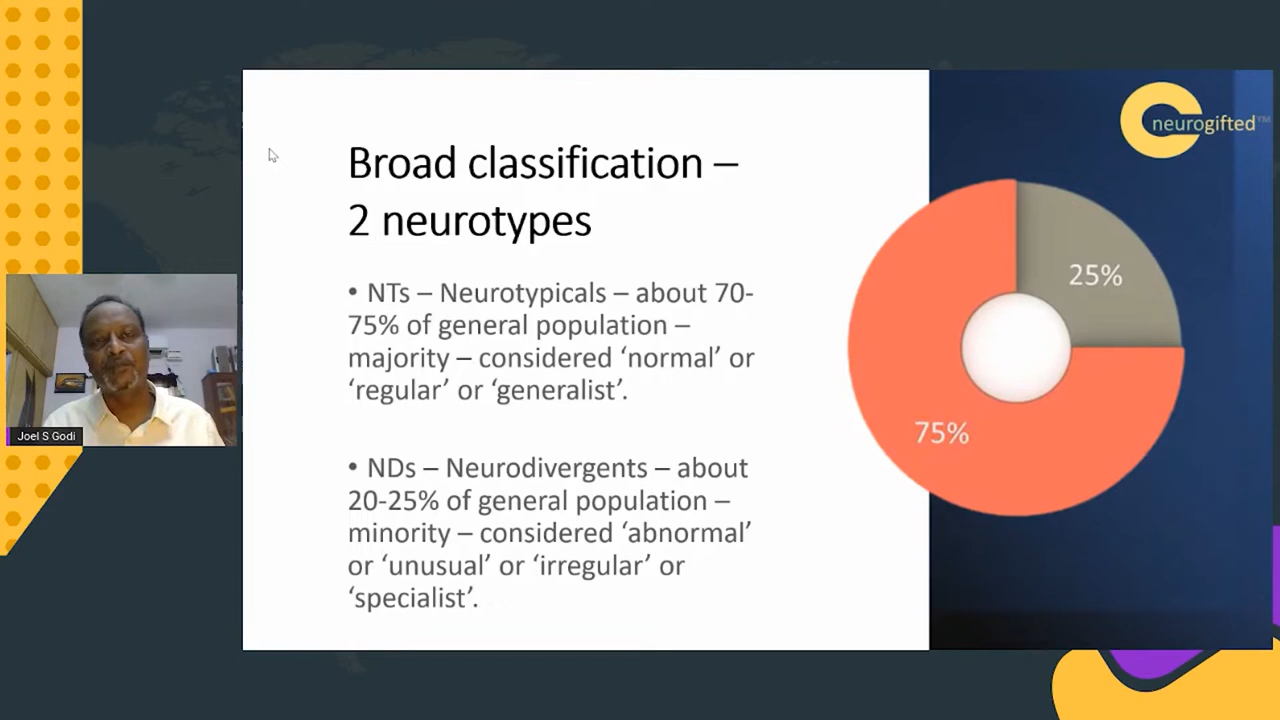 Broad classification –
2 neurotypes
• NTs – Neurotypicals – about 70-
75% of general population –
majority – considered ‘normal’ or
‘regular’ or ‘generalist’.
• NDs – Neurodivergents – about
20-25% of general population –
minority – considered ‘abnormal’
or ‘unusual’ or ‘irregular’ or
‘specialist’.
neurogifted™
25%
75%
Joel S Godi